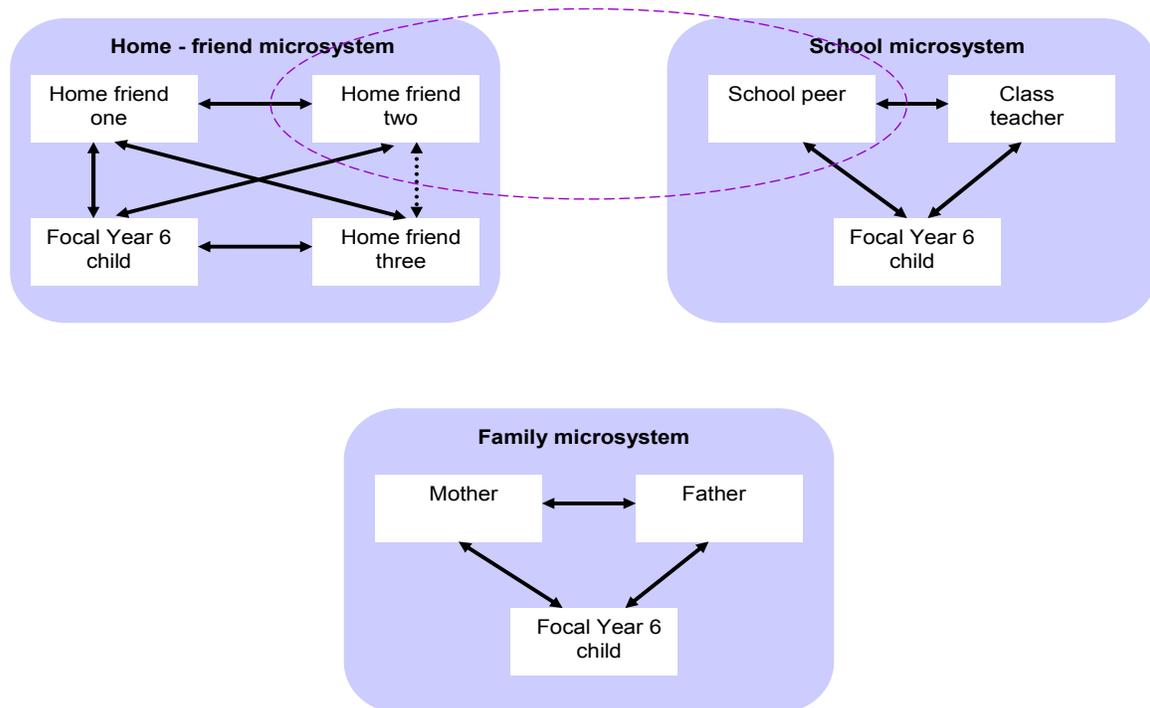 Home - friend microsystem
Home friend
one
Home friend
two
Focal Year 6
child
Home friend
three
School microsystem
School peer
Class
teacher
Focal Year 6
child
Family microsystem
Mother
Father
Focal Year 6
child